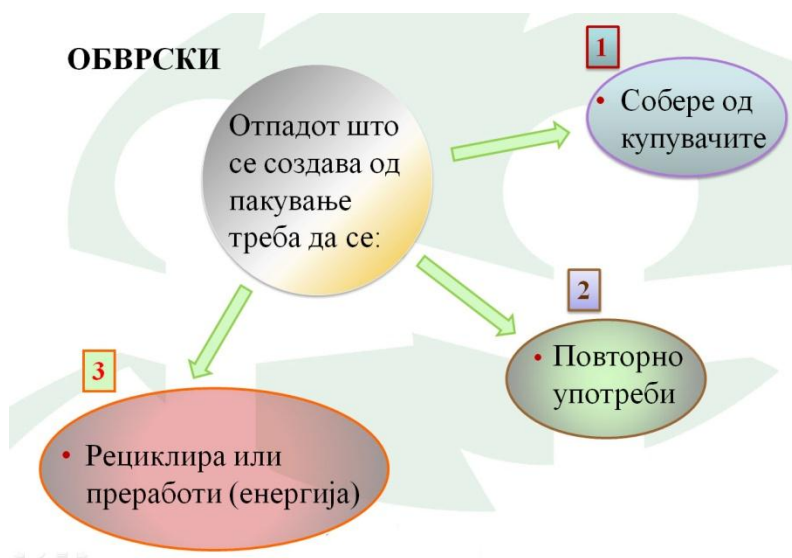 ОБВРСКИ
Отпадот што
се создава од
пакување
треба да се:
1
• Собере од
купувачите
2
• Повторно
употреби
3
• Рециклира или
преработи (енергија)